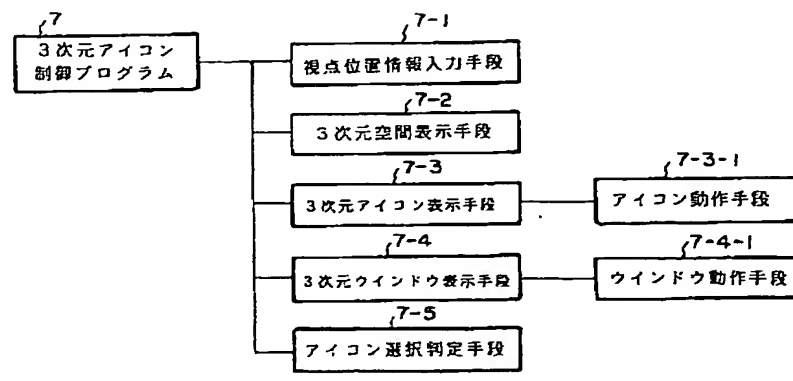 7
3次元アイコン
制御プログラム
7-1
視点位置情報入力手段
7-2
3次元空間表示手段
7-3
3次元アイコン表示手段
7-3-1
アイコン動作手段
7-4
3次元ウインドウ表示手段
7-4-1
ウインドウ動作手段
7-5
アイコン選択判定手段